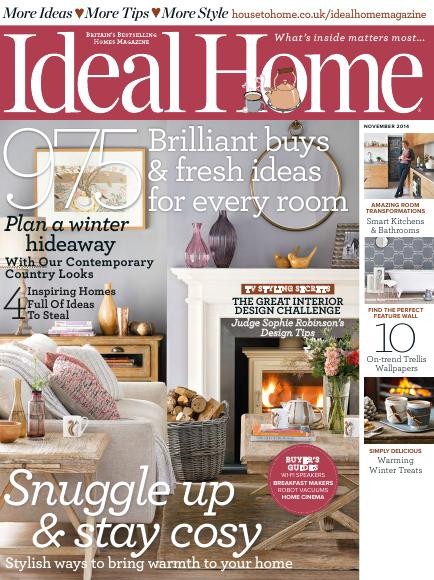 More Ideas ♥ More Tips ♥ More Style housetohome.co.uk/idealhomemagazine
BRITAIN'S BESTSELLING
HOMES MAGAZINE
What's inside matters most...
Ideal Home
975 Brilliant buys
& fresh ideas
for every room
Plan a winter
hideaway
With Our Contemporary
Country Looks
4 Inspiring Homes
Full Of Ideas
To Steal
TV STYLING SECRETS
THE GREAT INTERIOR
DESIGN CHALLENGE
Judge Sophie Robinson's
Design Tips
NOVEMBER 2014
AMAZING ROOM
TRANSFORMATIONS
Smart Kitchens
& Bathrooms
FIND THE PERFECT
FEATURE WALL
10
On-trend Trellis
Wallpapers
SIMPLY DELICIOUS
Warming
Winter Treats
BUYER'S
GUIDES
WI-FI SPEAKERS
BREAKFAST MAKERS
ROBOT VACUUMS
HOME CINEMA
Snuggle up
& stay cosy
Stylish ways to bring warmth to your home